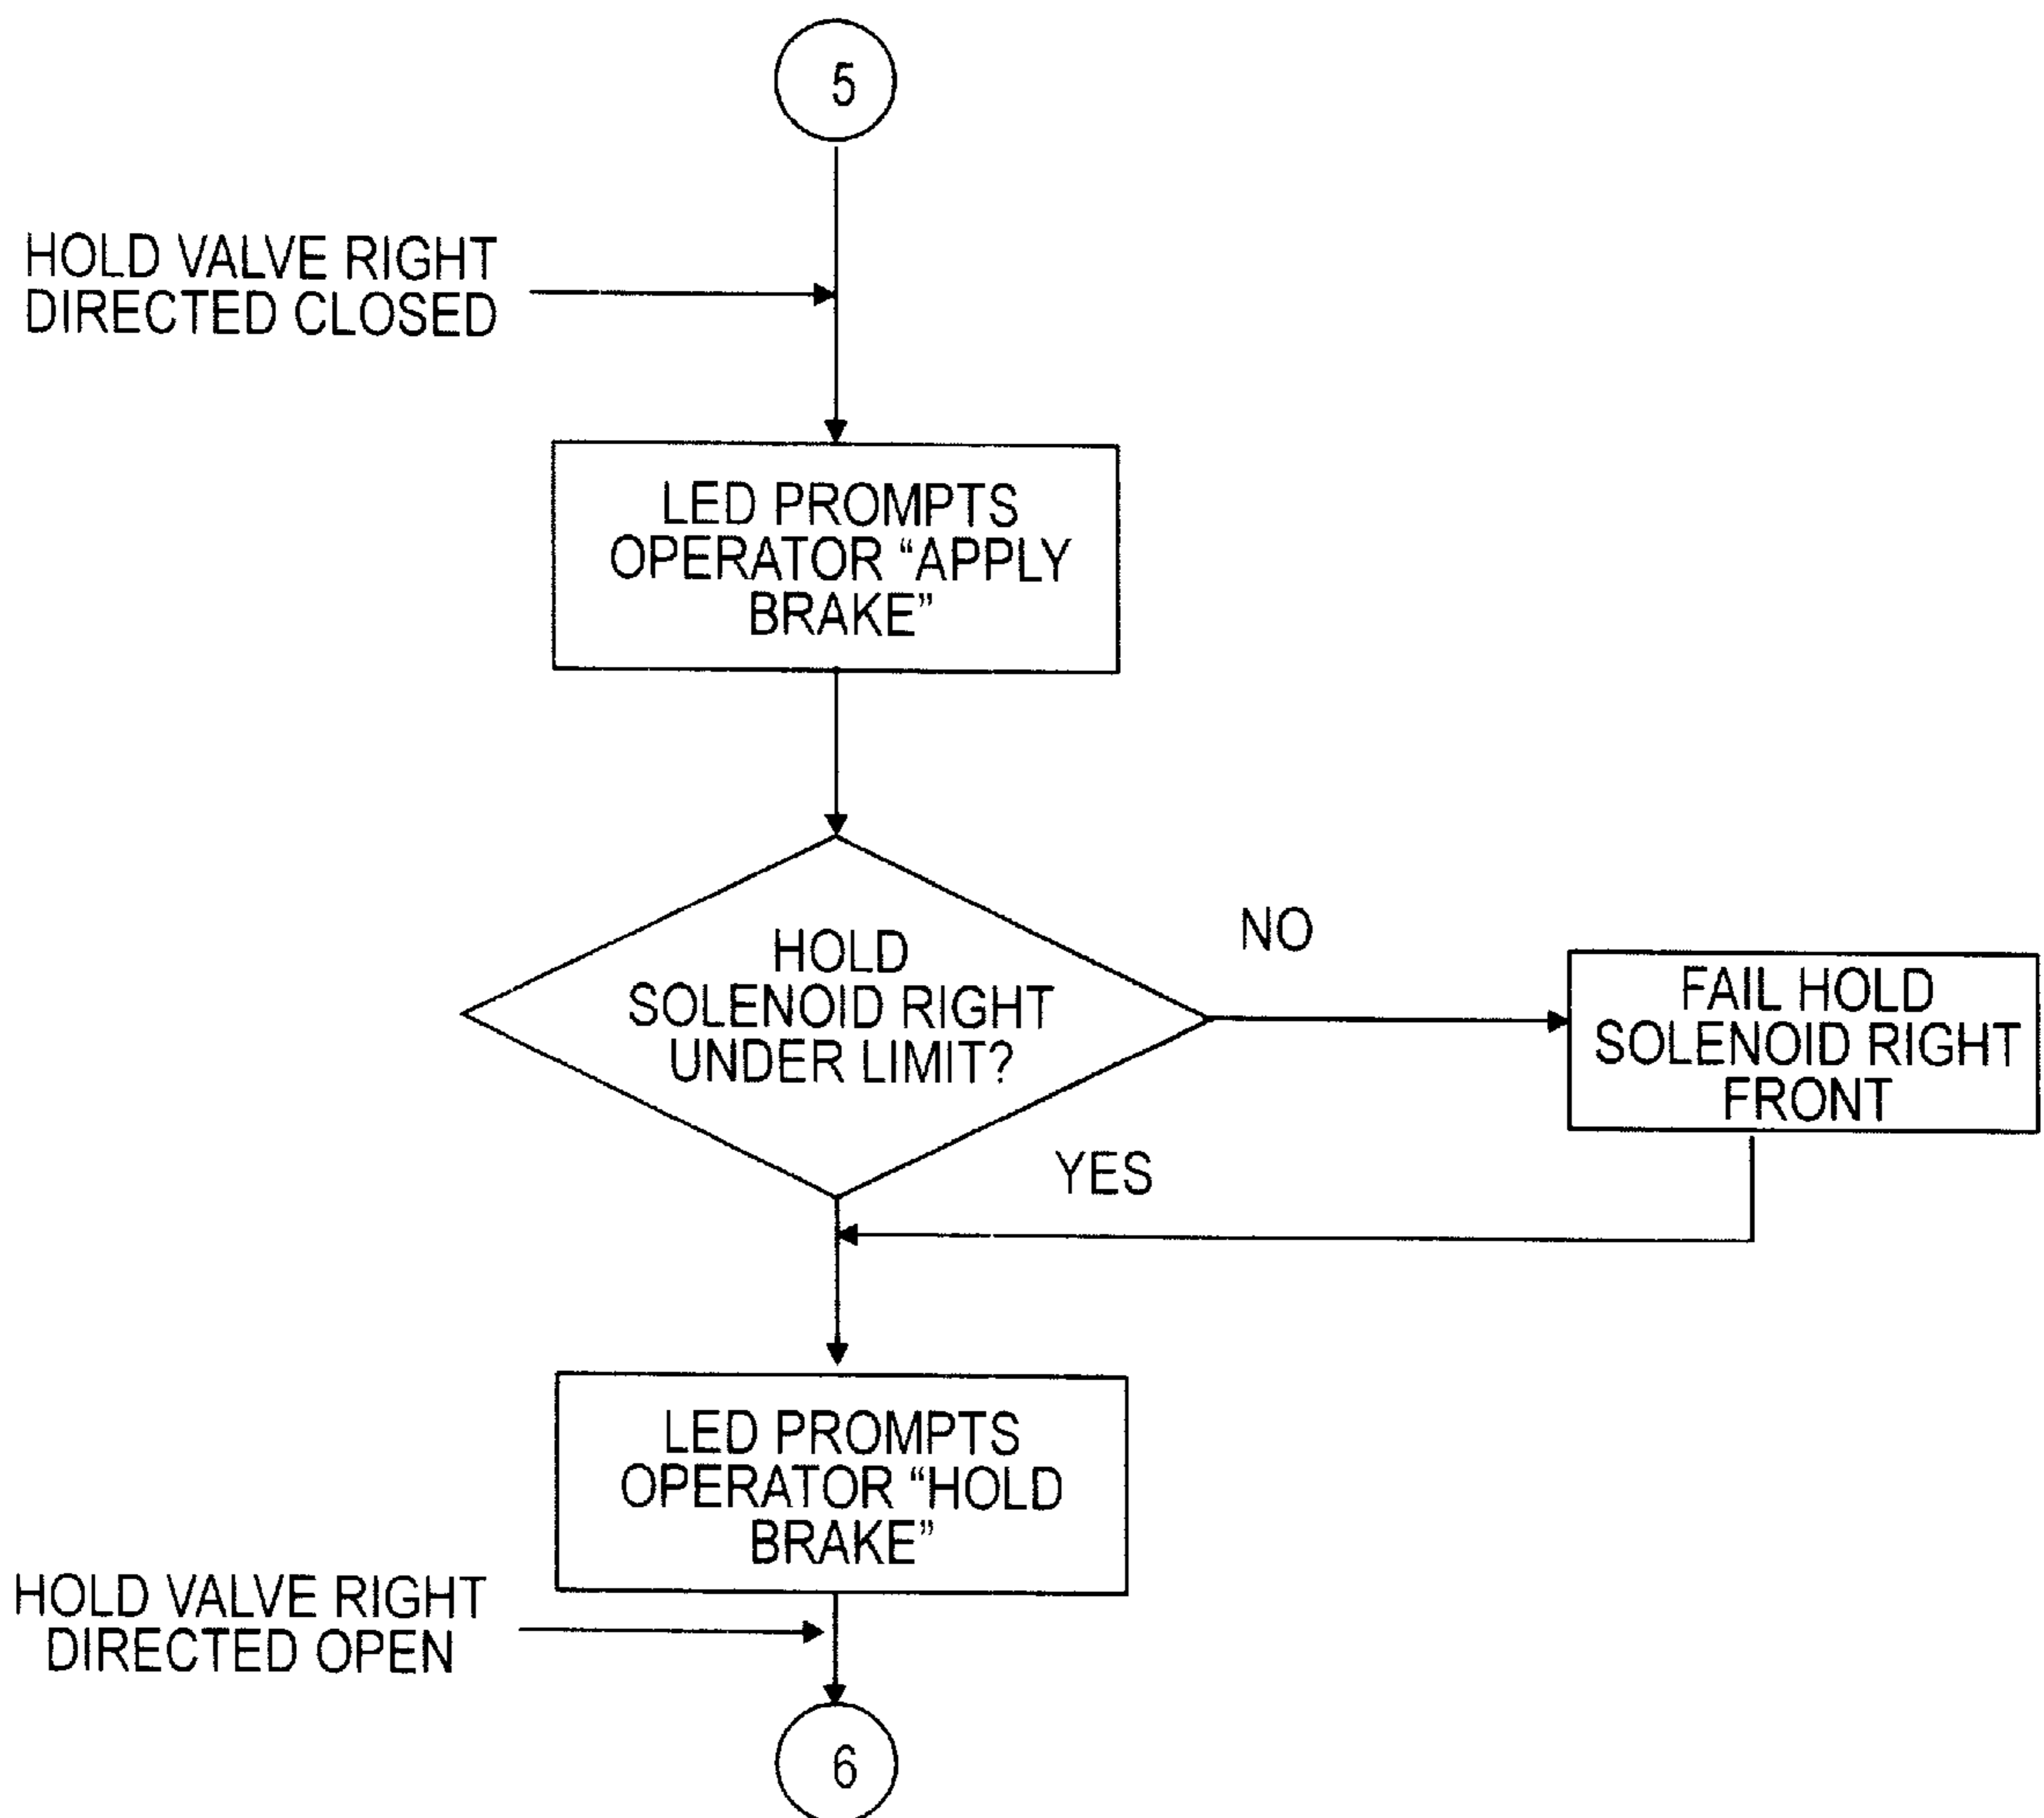 5
HOLD VALVE RIGHT
DIRECTED CLOSED
LED PROMPTS
OPERATOR “APPLY
BRAKE”
HOLD
SOLENOID RIGHT
UNDER LIMIT?
NO
FAIL HOLD
SOLENOID RIGHT
FRONT
YES
LED PROMPTS
OPERATOR “HOLD
BRAKE”
HOLD VALVE RIGHT
DIRECTED OPEN
6